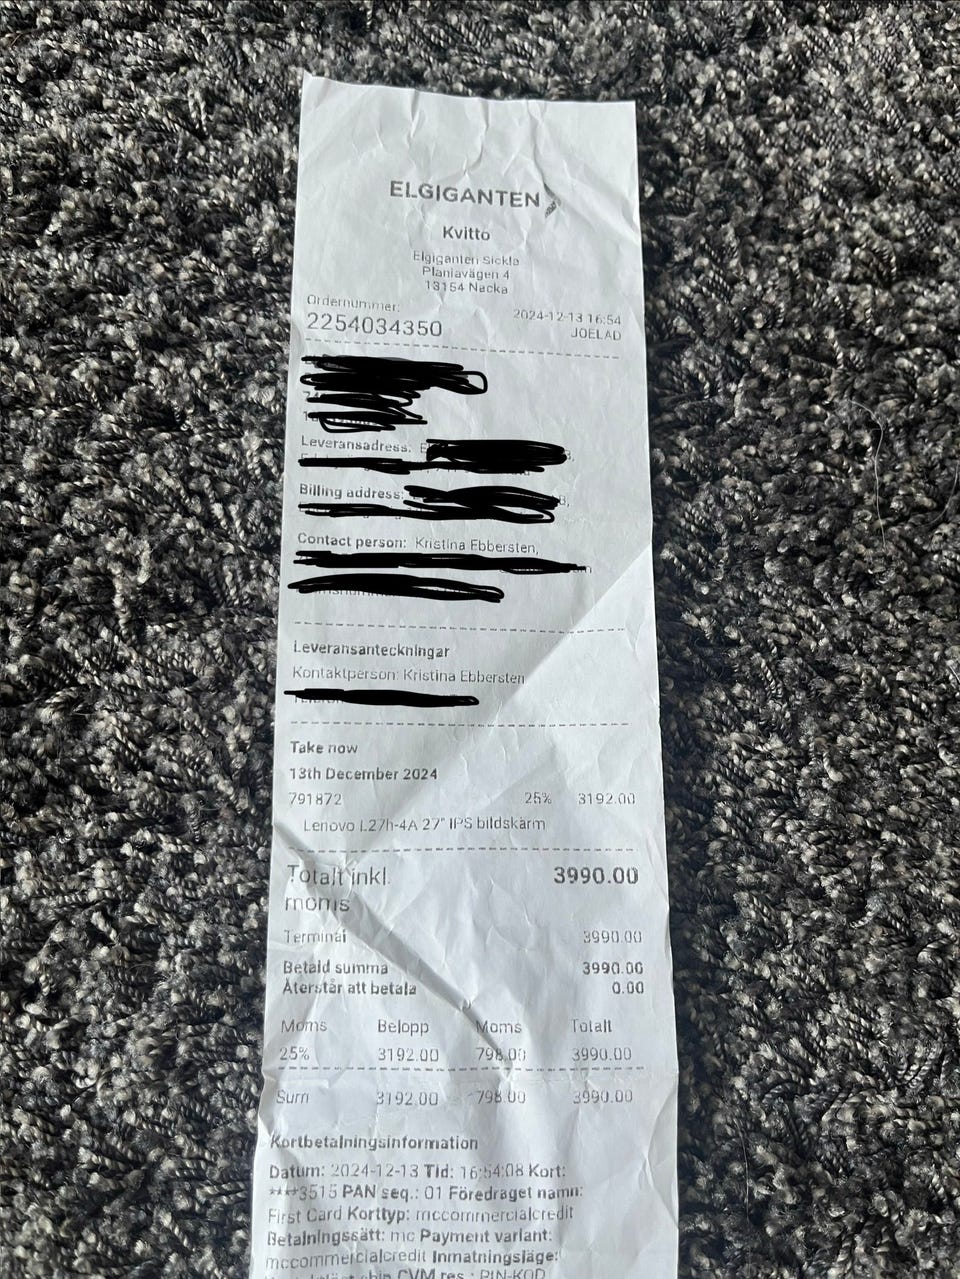 ELGIGANTEN
Kvitto
Elgiganten Sickla
Planiavägen 4
13154 Nacka
Ordernummer:
2254034350
2024-12-13 16:54
JOELAD
Leveransadress:
Billing address:
Contact person: Kristina Ebbersten,
Leveransanteckningar
Kontaktperson: Kristina Ebbersten
Take now
13th December 2024
791872 25% 3192.00
Lenovo L27h-4A 27" IPS bildskärm
Totalt inkl. 3990.00
moms
Terminal 3990.00
Betald summa 3990.00
Återstår att betala 0.00
Moms Belopp Moms Totalt
25% 3192.00 798.00 3990.00
Sum 3192.00 798.00 3990.00
Kortbetalningsinformation
Datum: 2024-12-13 Tid: 16:54:08 Kort:
****3515 PAN seq.: 01 Föredraget namn:
First Card Korttyp: mccommercialcredit
Betalningssätt: mc Payment variant:
mccommercialcredit Inmatningsläge:
chip CVM res.: PIN-KOD